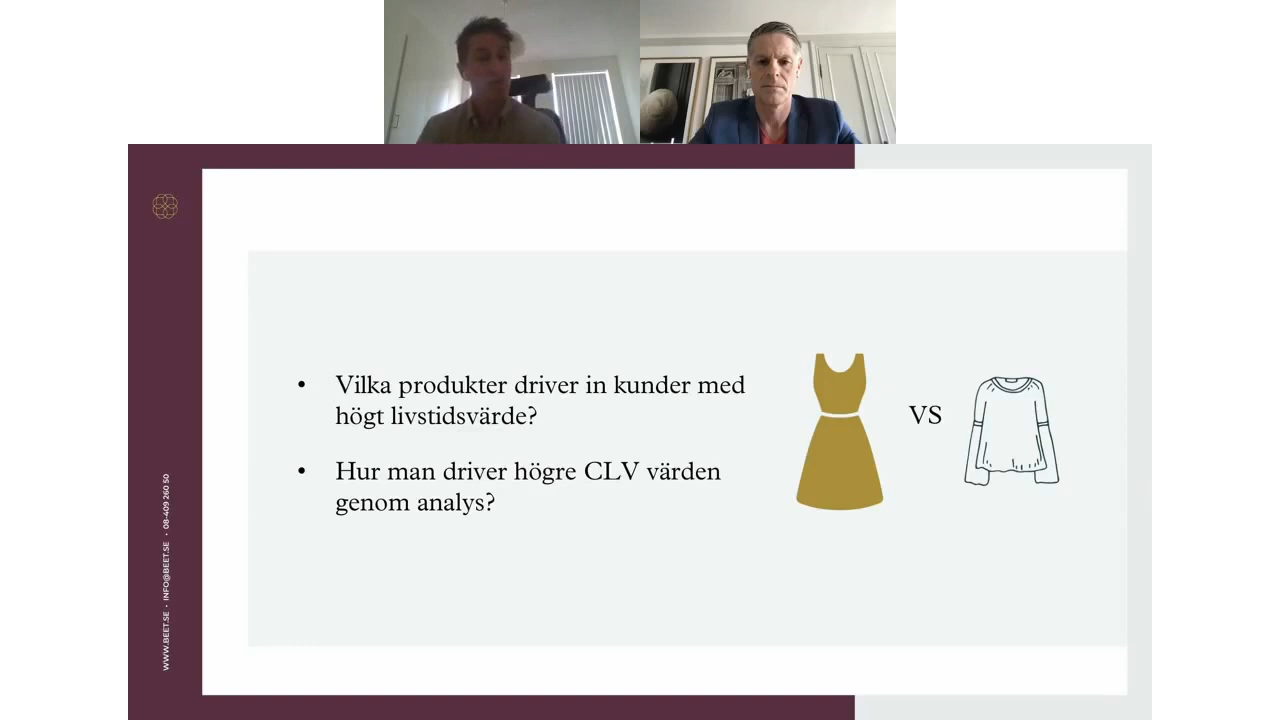 • Vilka produkter driver in kunder med
högt livstidsvärde?
• Hur man driver högre CLV värden
genom analys?
VS
WWW.BEET.SE • INFO@BEET.SE • 08-409 260 50